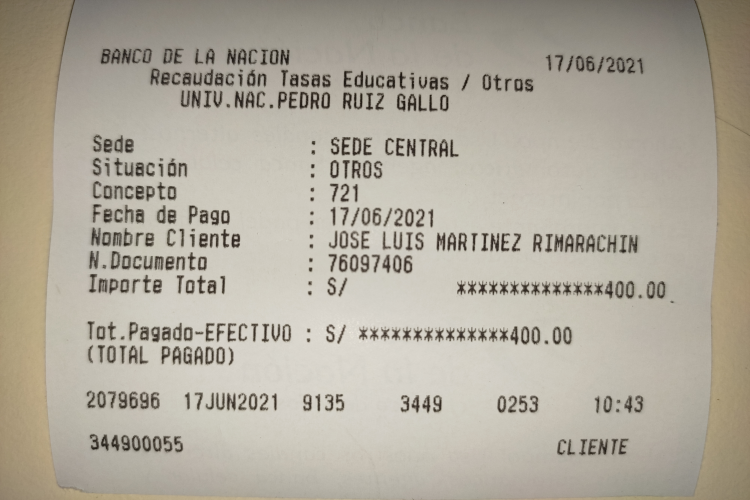 BANCO DE LA NACION 17/06/2021
Recaudación Tasas Educativas / Otros
UNIV.NAC.PEDRO RUIZ GALLO
Sede : SEDE CENTRAL
Situación : OTROS
Concepto : 721
Fecha de Pago : 17/06/2021
Nombre Cliente : JOSE LUIS MARTINEZ RIMARACHIN
N.Documento : 76097406
Importe Total : S/ **************400.00
Tot.Pagado-EFECTIVO : S/ **************400.00
(TOTAL PAGADO)
2079696 17JUN2021 9135 3449 0253 10:43
344900055 CLIENTE